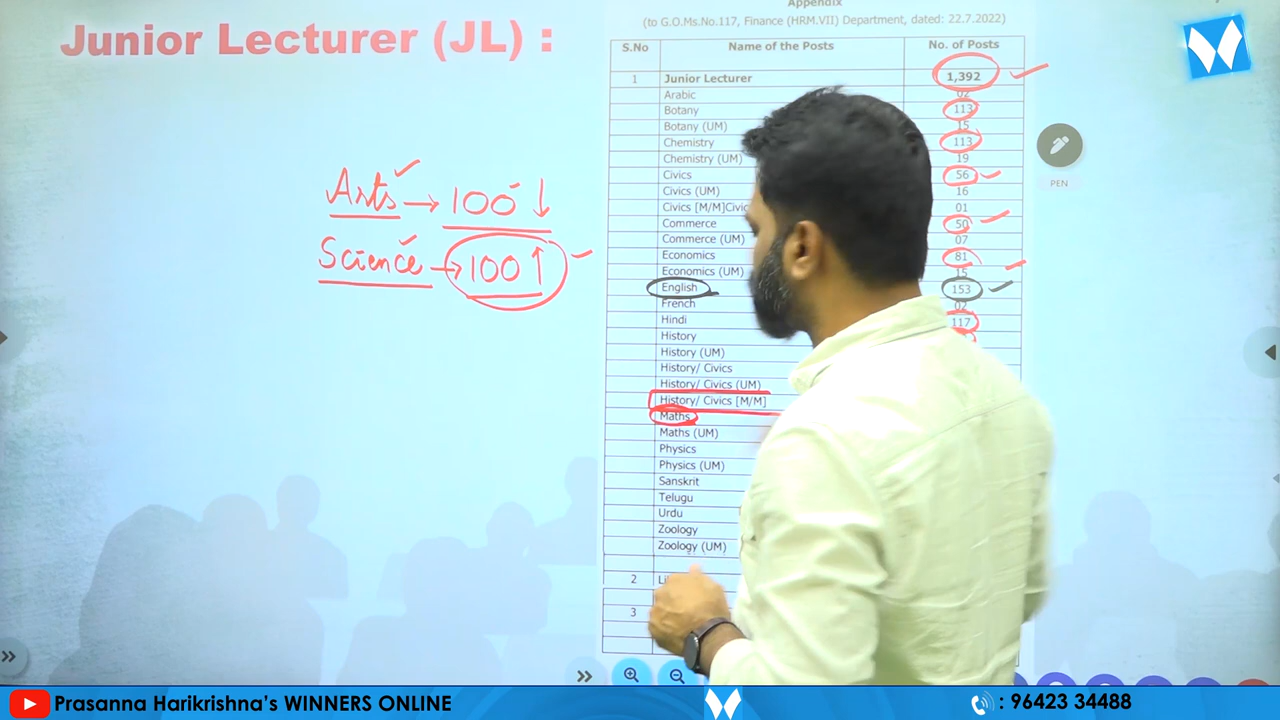 Junior Lecturer (JL) :
Appendix
(to G.O.Ms.No.117, Finance (HRM.VII) Department, dated: 22.7.2022)
S.No Name of the Posts No. of Posts
1 Junior Lecturer 1,392
Arabic 02
Botany 113
Botany (UM) 15
Chemistry 113
Chemistry (UM) 19
Civics 56
Civics (UM) 16
Civics [M/M]Civic 01
Commerce 50
Commerce (UM) 07
Economics 81
Economics (UM) 15
English 153
French 02
Hindi 117
History
History (UM)
History/ Civics
History/ Civics (UM)
History/ Civics [M/M]
Maths
Maths (UM)
Physics
Physics (UM)
Sanskrit
Telugu
Urdu
Zoology
Zoology (UM)
2
3
Arts → 100 ↓
Science → 100 ↑
PEN
Prasanna Harikrishna's WINNERS ONLINE
: 96423 34488